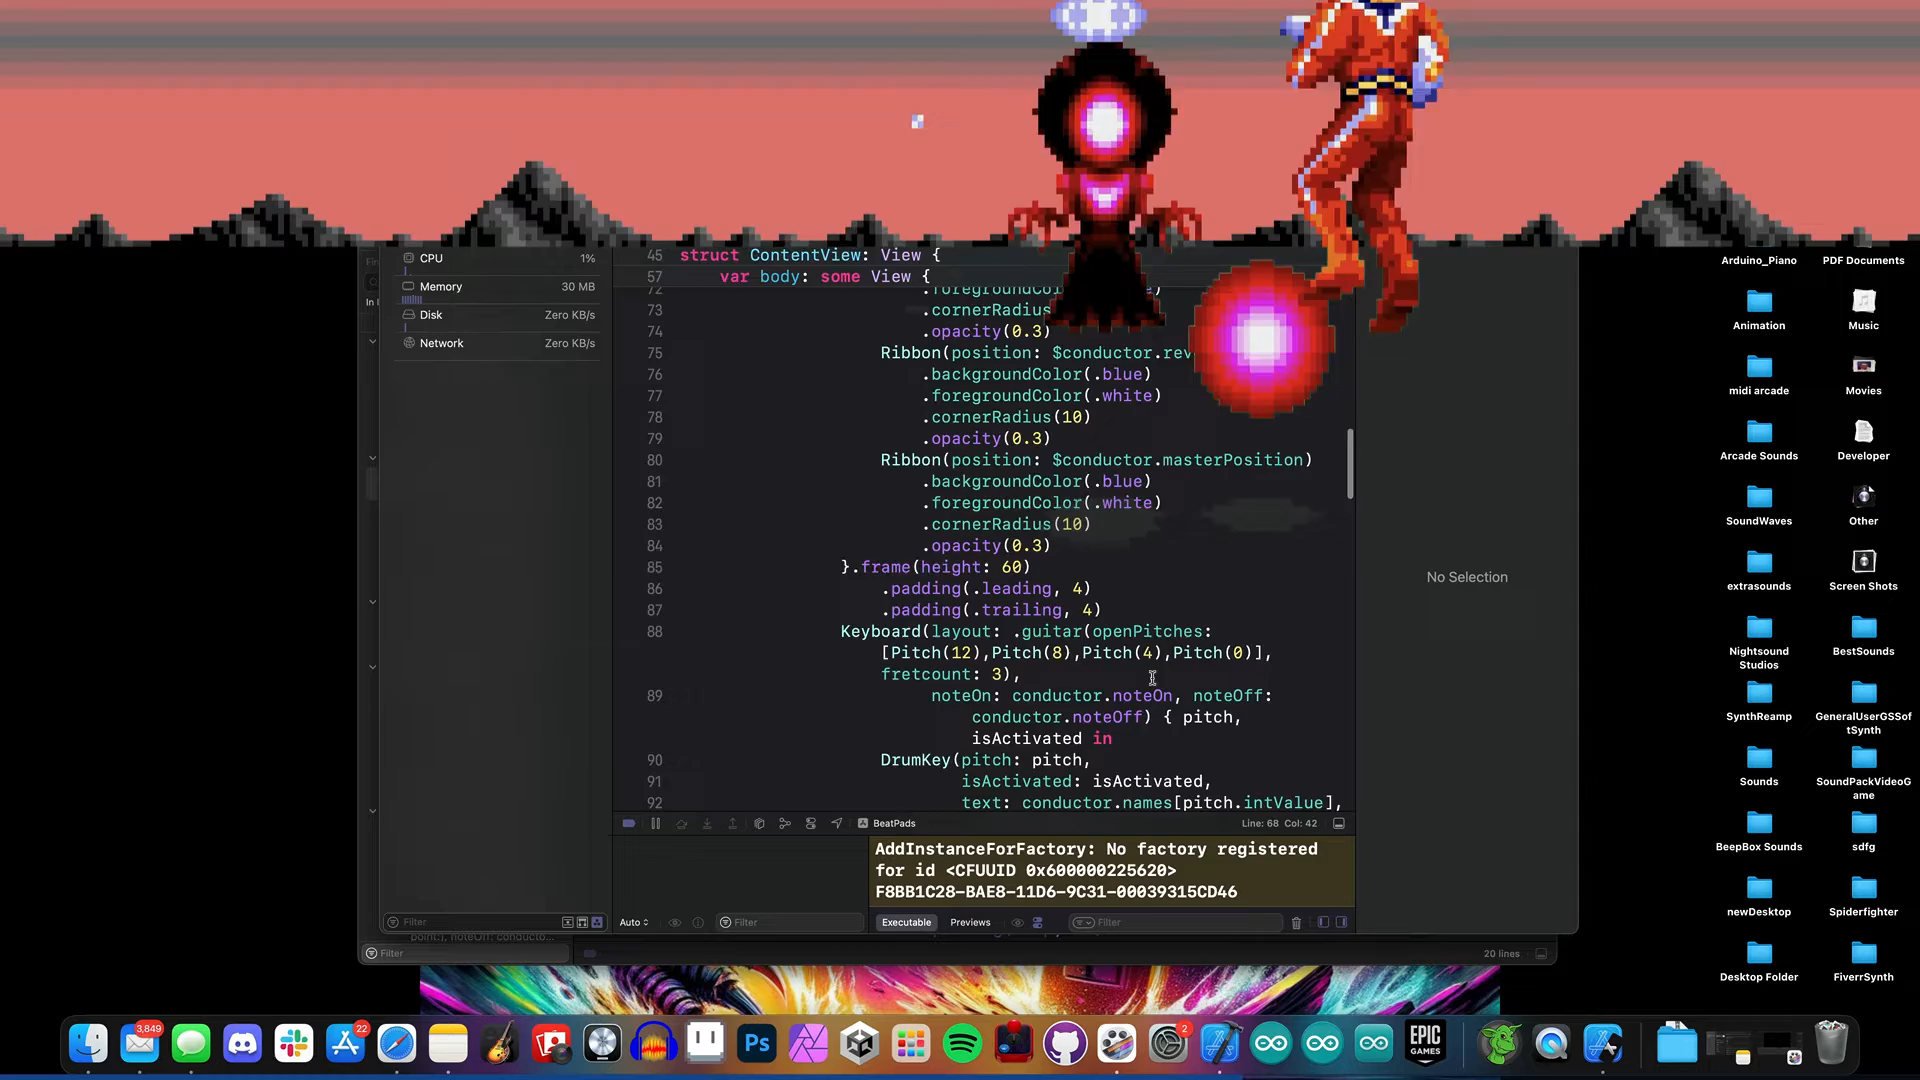 CPU 1%
Memory 30 MB
Disk Zero KB/s
Network Zero KB/s
Filter
Filter
45 struct ContentView: View {
57 var body: some View {
72
73 .cornerRadius
74 .opacity(0.3)
75 Ribbon(position: $conductor.rev
76 .backgroundColor(.blue)
77 .foregroundColor(.white)
78 .cornerRadius(10)
79 .opacity(0.3)
80 Ribbon(position: $conductor.masterPosition)
81 .backgroundColor(.blue)
82 .foregroundColor(.white)
83 .cornerRadius(10)
84 .opacity(0.3)
85 }.frame(height: 60)
86 .padding(.leading, 4)
87 .padding(.trailing, 4)
88 Keyboard(layout: .guitar(openPitches:
[Pitch(12),Pitch(8),Pitch(4),Pitch(0)],
fretcount: 3),
89 noteOn: conductor.noteOn, noteOff:
conductor.noteOff) { pitch,
isActivated in
90 DrumKey(pitch: pitch,
91 isActivated: isActivated,
92 text: conductor.names[pitch.intValue],
BeatPads
Line: 68 Col: 42
AddInstanceForFactory: No factory registered
for id <CFUUID 0x600000225620>
F8BB1C28-BAE8-11D6-9C31-00039315CD46
Auto
Filter
Executable
Previews
Filter
20 lines
No Selection
Arduino_Piano
PDF Documents
Animation
Music
midi arcade
Movies
Arcade Sounds
Developer
SoundWaves
Other
extrasounds
Screen Shots
Nightsound
Studios
BestSounds
SynthReamp
GeneralUserGSSof
tSynth
Sounds
SoundPackVideoG
ame
BeepBox Sounds
sdfg
newDesktop
Spiderfighter
Desktop Folder
FiverrSynth
3,849
22
Ps
2
EPIC
GAMES